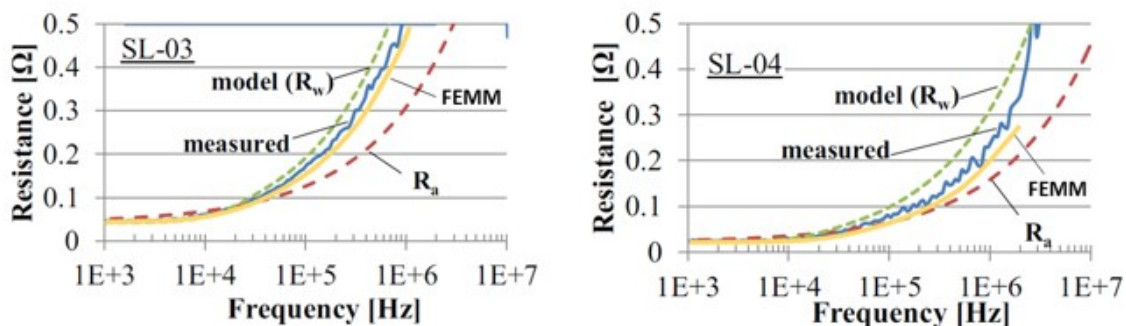 Resistance [Ω]
0.5
0.4
0.3
0.2
0.1
0
SL-03
model (Rw)
FEMM
measured
Ra
1E+3 1E+4 1E+5 1E+6 1E+7
Frequency [Hz]
Resistance [Ω]
0.5
0.4
0.3
0.2
0.1
0
SL-04
model (Rw)
measured
FEMM
Ra
1E+3 1E+4 1E+5 1E+6 1E+7
Frequency [Hz]